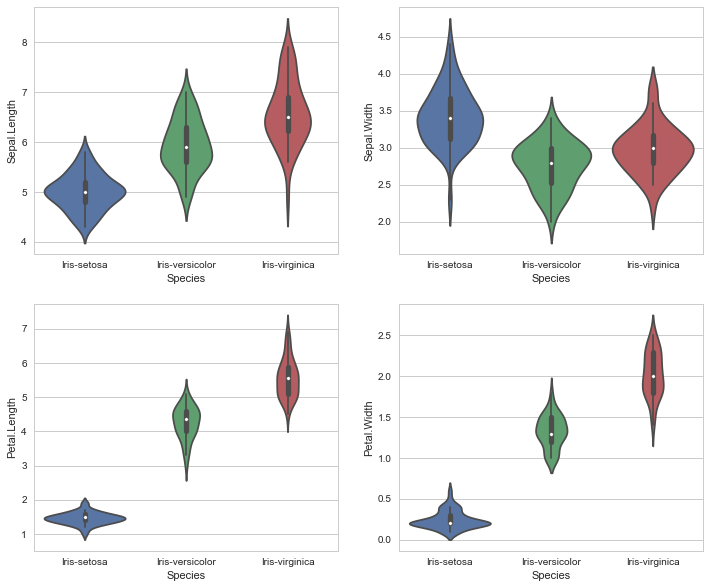 Sepal.Length
8
7
6
5
4
Iris-setosa Iris-versicolor Iris-virginica
Species
Sepal.Width
4.5
4.0
3.5
3.0
2.5
2.0
Iris-setosa Iris-versicolor Iris-virginica
Species
Petal.Length
7
6
5
4
3
2
1
Iris-setosa Iris-versicolor Iris-virginica
Species
Petal.Width
2.5
2.0
1.5
1.0
0.5
0.0
Iris-setosa Iris-versicolor Iris-virginica
Species